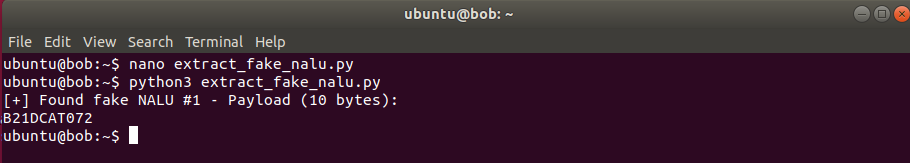 ubuntu@bob: ~
File Edit View Search Terminal Help
ubuntu@bob:~$ nano extract_fake_nalu.py
ubuntu@bob:~$ python3 extract_fake_nalu.py
[+] Found fake NALU #1 - Payload (10 bytes):
B21DCAT072
ubuntu@bob:~$